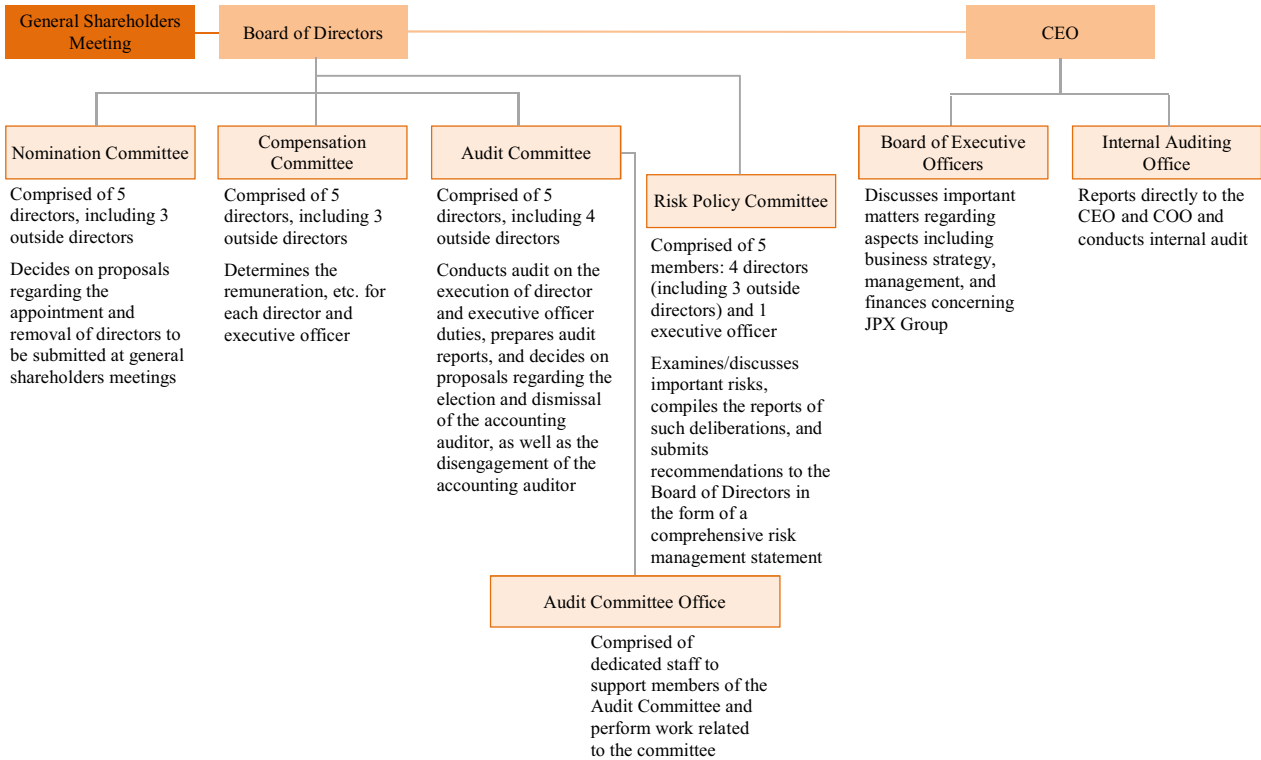 General Shareholders
Meeting
Board of Directors
CEO
Nomination Committee
Comprised of 5
directors, including 3
outside directors
Decides on proposals
regarding the
appointment and
removal of directors to
be submitted at general
shareholders meetings
Compensation
Committee
Comprised of 5
directors, including 3
outside directors
Determines the
remuneration, etc. for
each director and
executive officer
Audit Committee
Comprised of 5
directors, including 4
outside directors
Conducts audit on the
execution of director
and executive officer
duties, prepares audit
reports, and decides on
proposals regarding the
election and dismissal
of the accounting
auditor, as well as the
disengagement of the
accounting auditor
Risk Policy Committee
Comprised of 5
members: 4 directors
(including 3 outside
directors) and 1
executive officer
Examines/discusses
important risks,
compiles the reports of
such deliberations, and
submits
recommendations to the
Board of Directors in
the form of a
comprehensive risk
management statement
Board of Executive
Officers
Discusses important
matters regarding
aspects including
business strategy,
management, and
finances concerning
JPX Group
Internal Auditing
Office
Reports directly to the
CEO and COO and
conducts internal audit
Audit Committee Office
Comprised of
dedicated staff to
support members of the
Audit Committee and
perform work related
to the committee